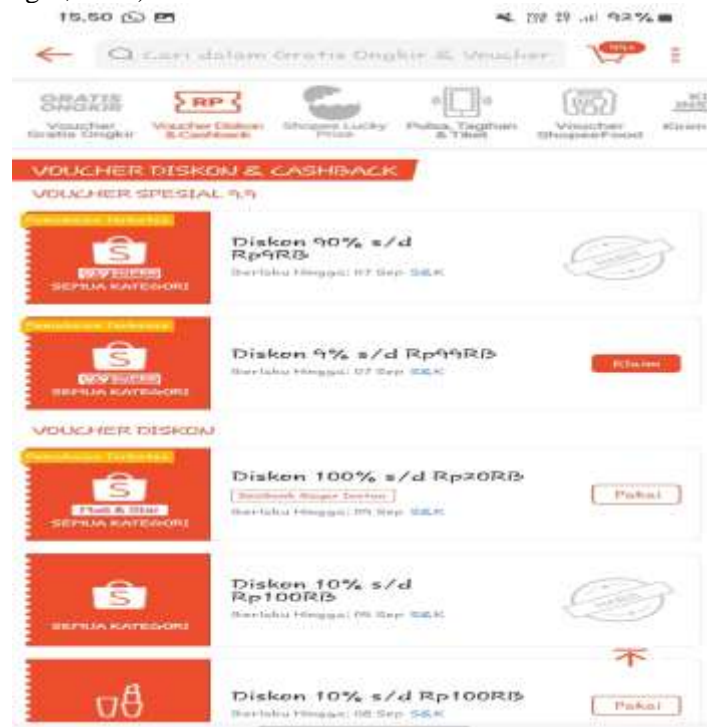 15.50
92%
Cari dalam Gratis Ongkir & Voucher
GRATIS
ONGKIR
RP
Voucher
Gratis Ongkir
Voucher Diskon
& Cashback
Shopee Lucky
Prize
Pulsa, Tagihan
& Tiket
Voucher
ShopeeFood
VOUCHER DISKON & CASHBACK
VOUCHER SPESIAL 9.9
SEMUA KATEGORI
Diskon 90% s/d
Rp9RB
Berlaku Hingga: 07 Sep S&K
SEMUA KATEGORI
Diskon 9% s/d Rp99RB
Berlaku Hingga: 07 Sep S&K
Klaim
VOUCHER DISKON
Mall & Star
SEMUA KATEGORI
Diskon 100% s/d Rp20RB
Berlaku Hingga: Sep S&K
Pakai
SEMUA KATEGORI
Diskon 10% s/d
Rp100RB
Berlaku Hingga: Sep S&K
Diskon 10% s/d Rp100RB
Berlaku Hingga: 08 Sep S&K
Pakai